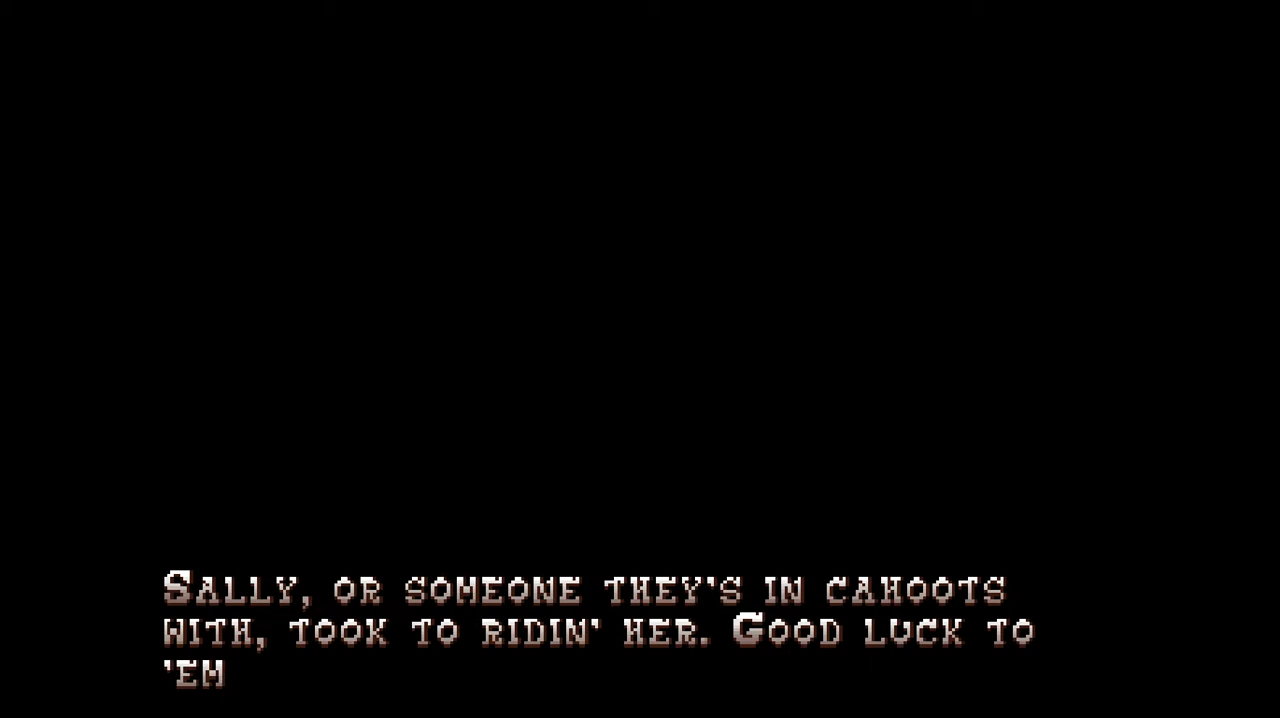 Sally, or someone they's in cahoots
with, took to ridin' her. Good luck to
'em